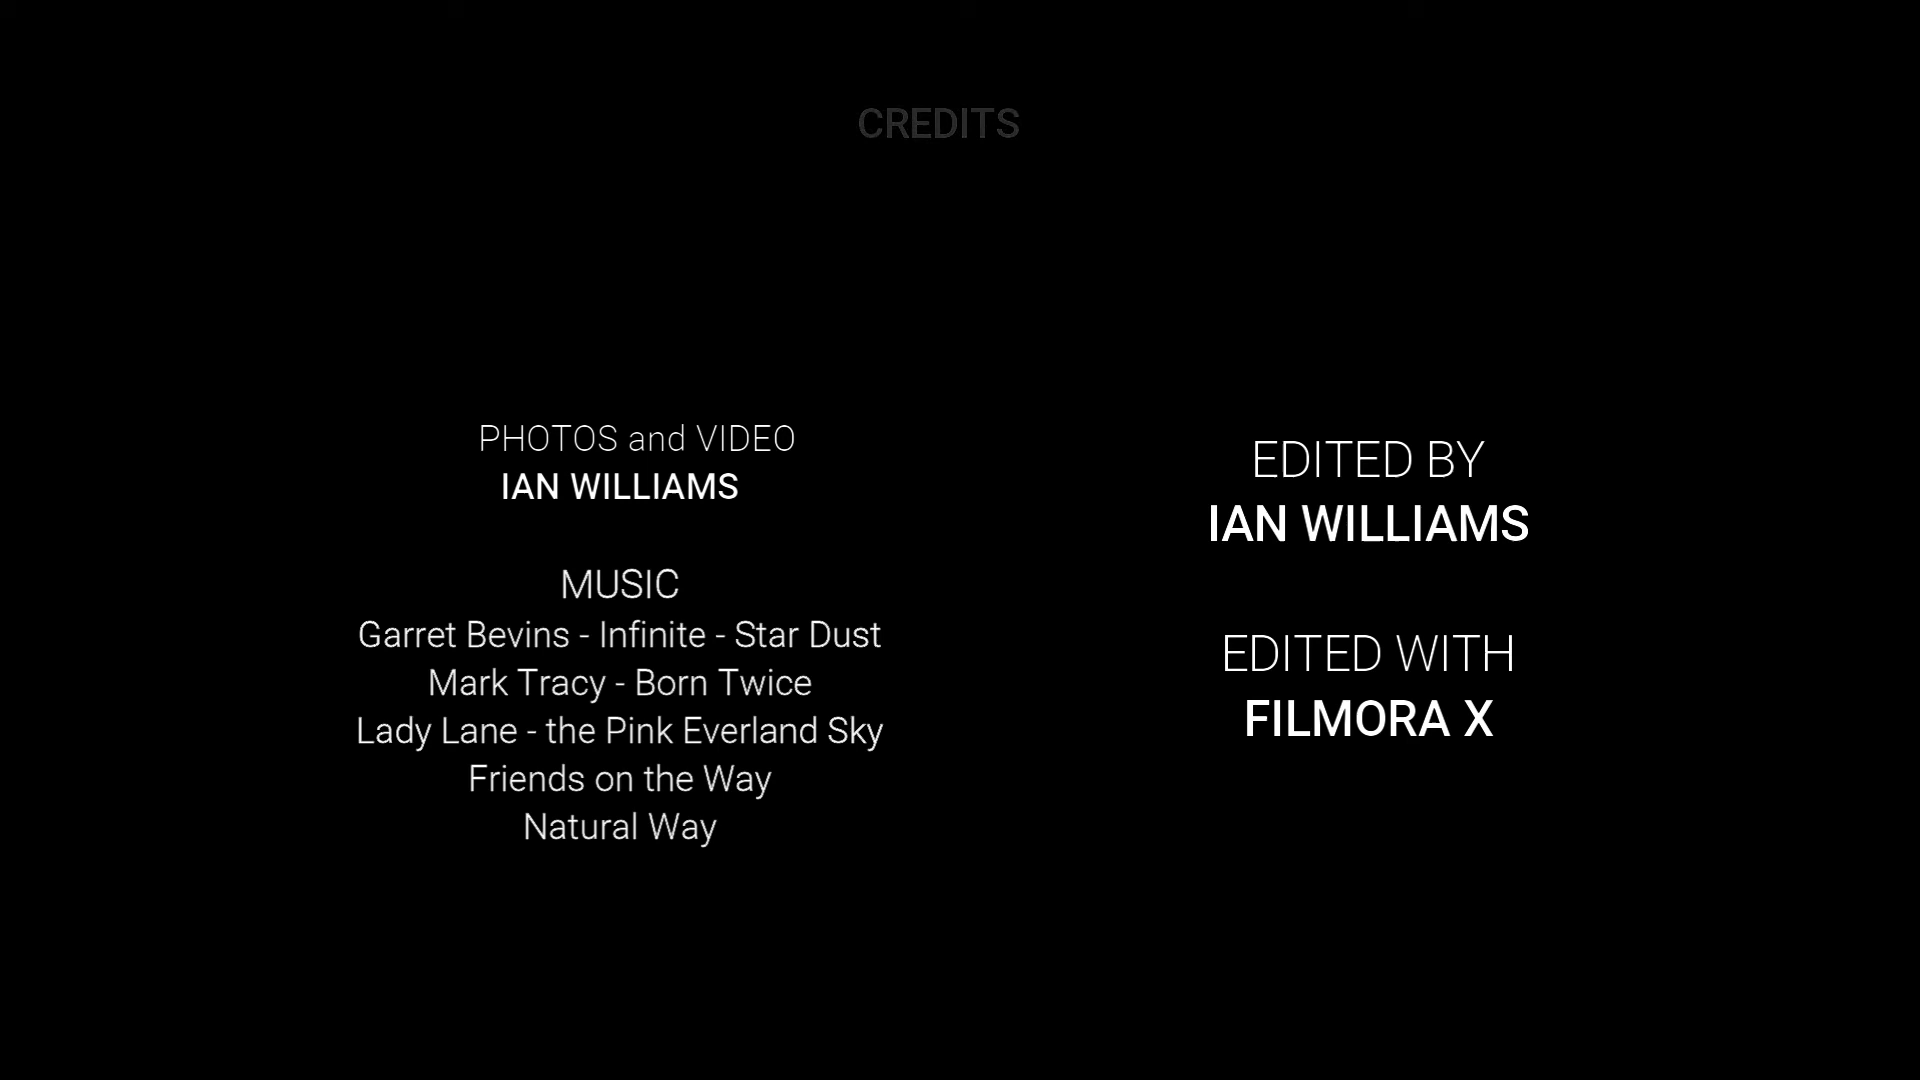 CREDITS
PHOTOS and VIDEO
IAN WILLIAMS
MUSIC
Garret Bevins - Infinite - Star Dust
Mark Tracy - Born Twice
Lady Lane - the Pink Everland Sky
Friends on the Way
Natural Way
EDITED BY
IAN WILLIAMS
EDITED WITH
FILMORA X